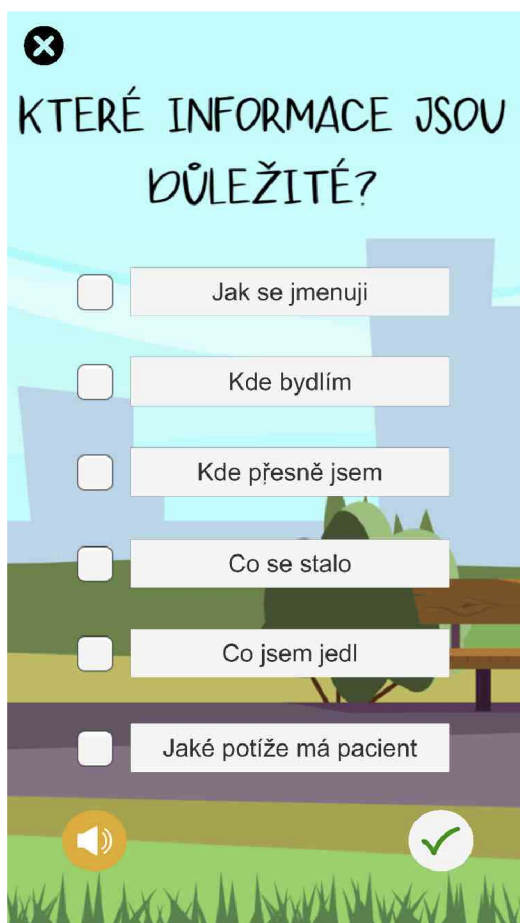 KTERÉ INFORMACE JSOU
DŮLEŽITÉ?
Jak se jmenuji
Kde bydlím
Kde přesně jsem
Co se stalo
Co jsem jedl
Jaké potíže má pacient